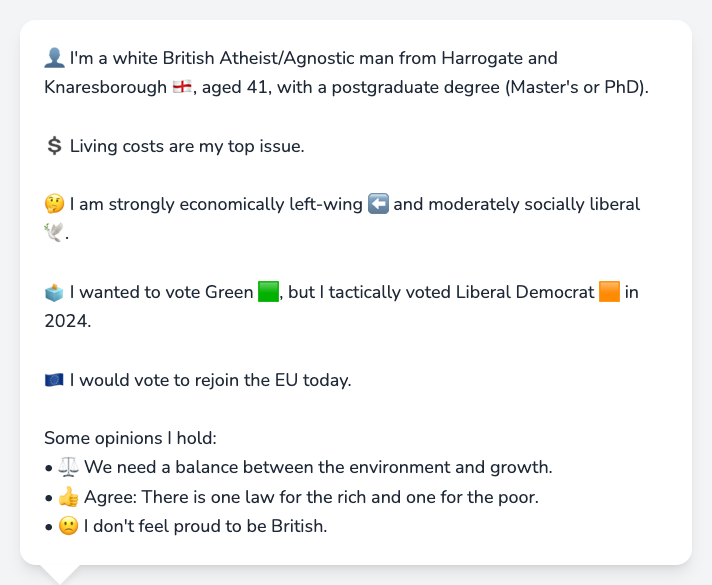 👤 I'm a white British Atheist/Agnostic man from Harrogate and
Knaresborough 🏴󠁧󠁢󠁥󠁮󠁧󠁿, aged 41, with a postgraduate degree (Master's or PhD).
💲 Living costs are my top issue.
🤔 I am strongly economically left-wing ⬅️ and moderately socially liberal
🕊️.
🗳️ I wanted to vote Green 🟩, but I tactically voted Liberal Democrat 🟧 in
2024.
🇪🇺 I would vote to rejoin the EU today.
Some opinions I hold:
• ⚖️ We need a balance between the environment and growth.
• 👍 Agree: There is one law for the rich and one for the poor.
• 🙁 I don't feel proud to be British.